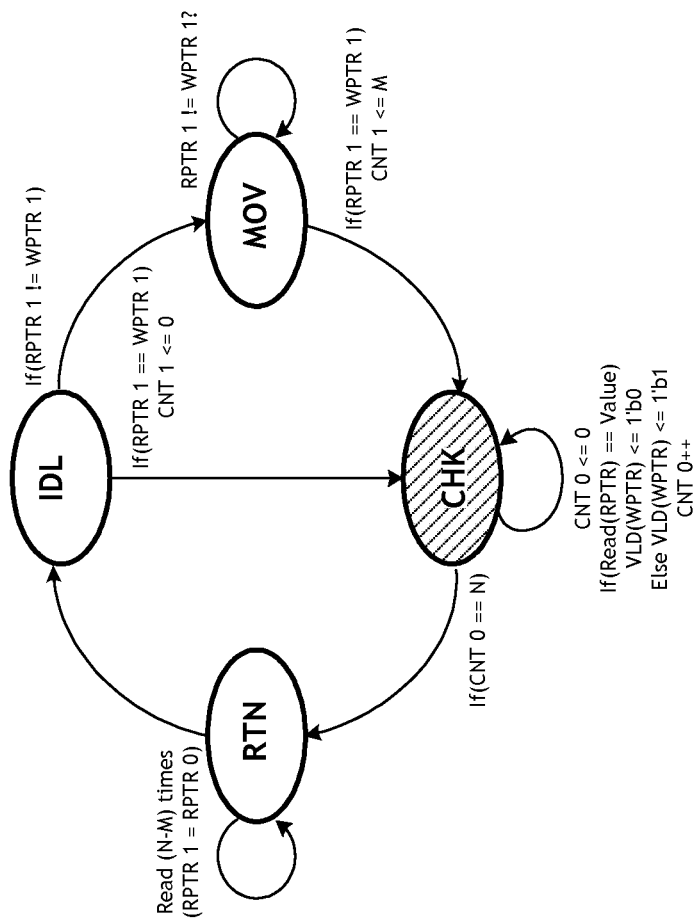 If(RPTR 1 != WPTR 1)
IDL
If(RPTR 1 == WPTR 1)
CNT 1 <= 0
Read (N-M) times
(RPTR 1 = RPTR 0)
RTN
RPTR 1 != WPTR 1?
MOV
If(RPTR 1 == WPTR 1)
CNT 1 <= M
CHK
If(CNT 0 == N)
CNT 0 <= 0
If(Read(RPTR) == Value)
VLD(WPTR) <= 1'b0
Else VLD(WPTR) <= 1'b1
CNT 0++